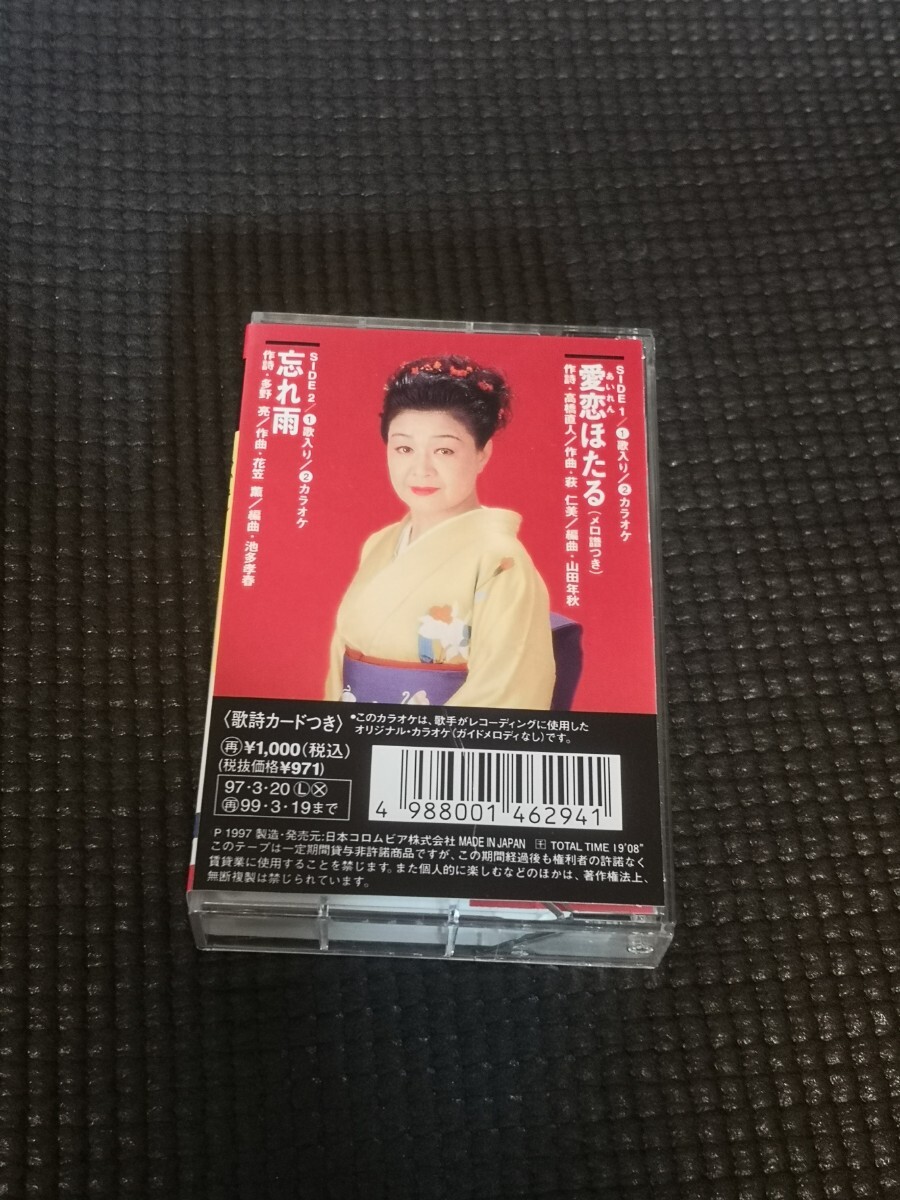 SIDE 1/❶歌入り/❷カラオケ
あいれん
愛恋ほたる(メロ譜つき)
作詩・高橋直人/作曲・萩 仁美/編曲・山田年秋
SIDE 2/❶歌入り/❷カラオケ
忘れ雨
作詩・多野 亮/作曲・花笠 薫/編曲・池多孝春
〈歌詩カードつき〉
•このカラオケは、歌手がレコーディングに使用した
オリジナル・カラオケ(ガイドメロディなし)です。
㊢¥1,000(税込)
(税抜価格¥971)
97・3・20ⓁⓍ
㊢99・3・19まで
4 988001 462941
P 1997 製造・発売元:日本コロムビア株式会社 MADE IN JAPAN TOTAL TIME 19'08"
このテープは一定期間貸与非許諾商品ですが、この期間経過後も権利者の許諾なく
賃貸業に使用することを禁じます。また個人的に楽しむなどのほかは、著作権法上、
無断複製は禁じられています。